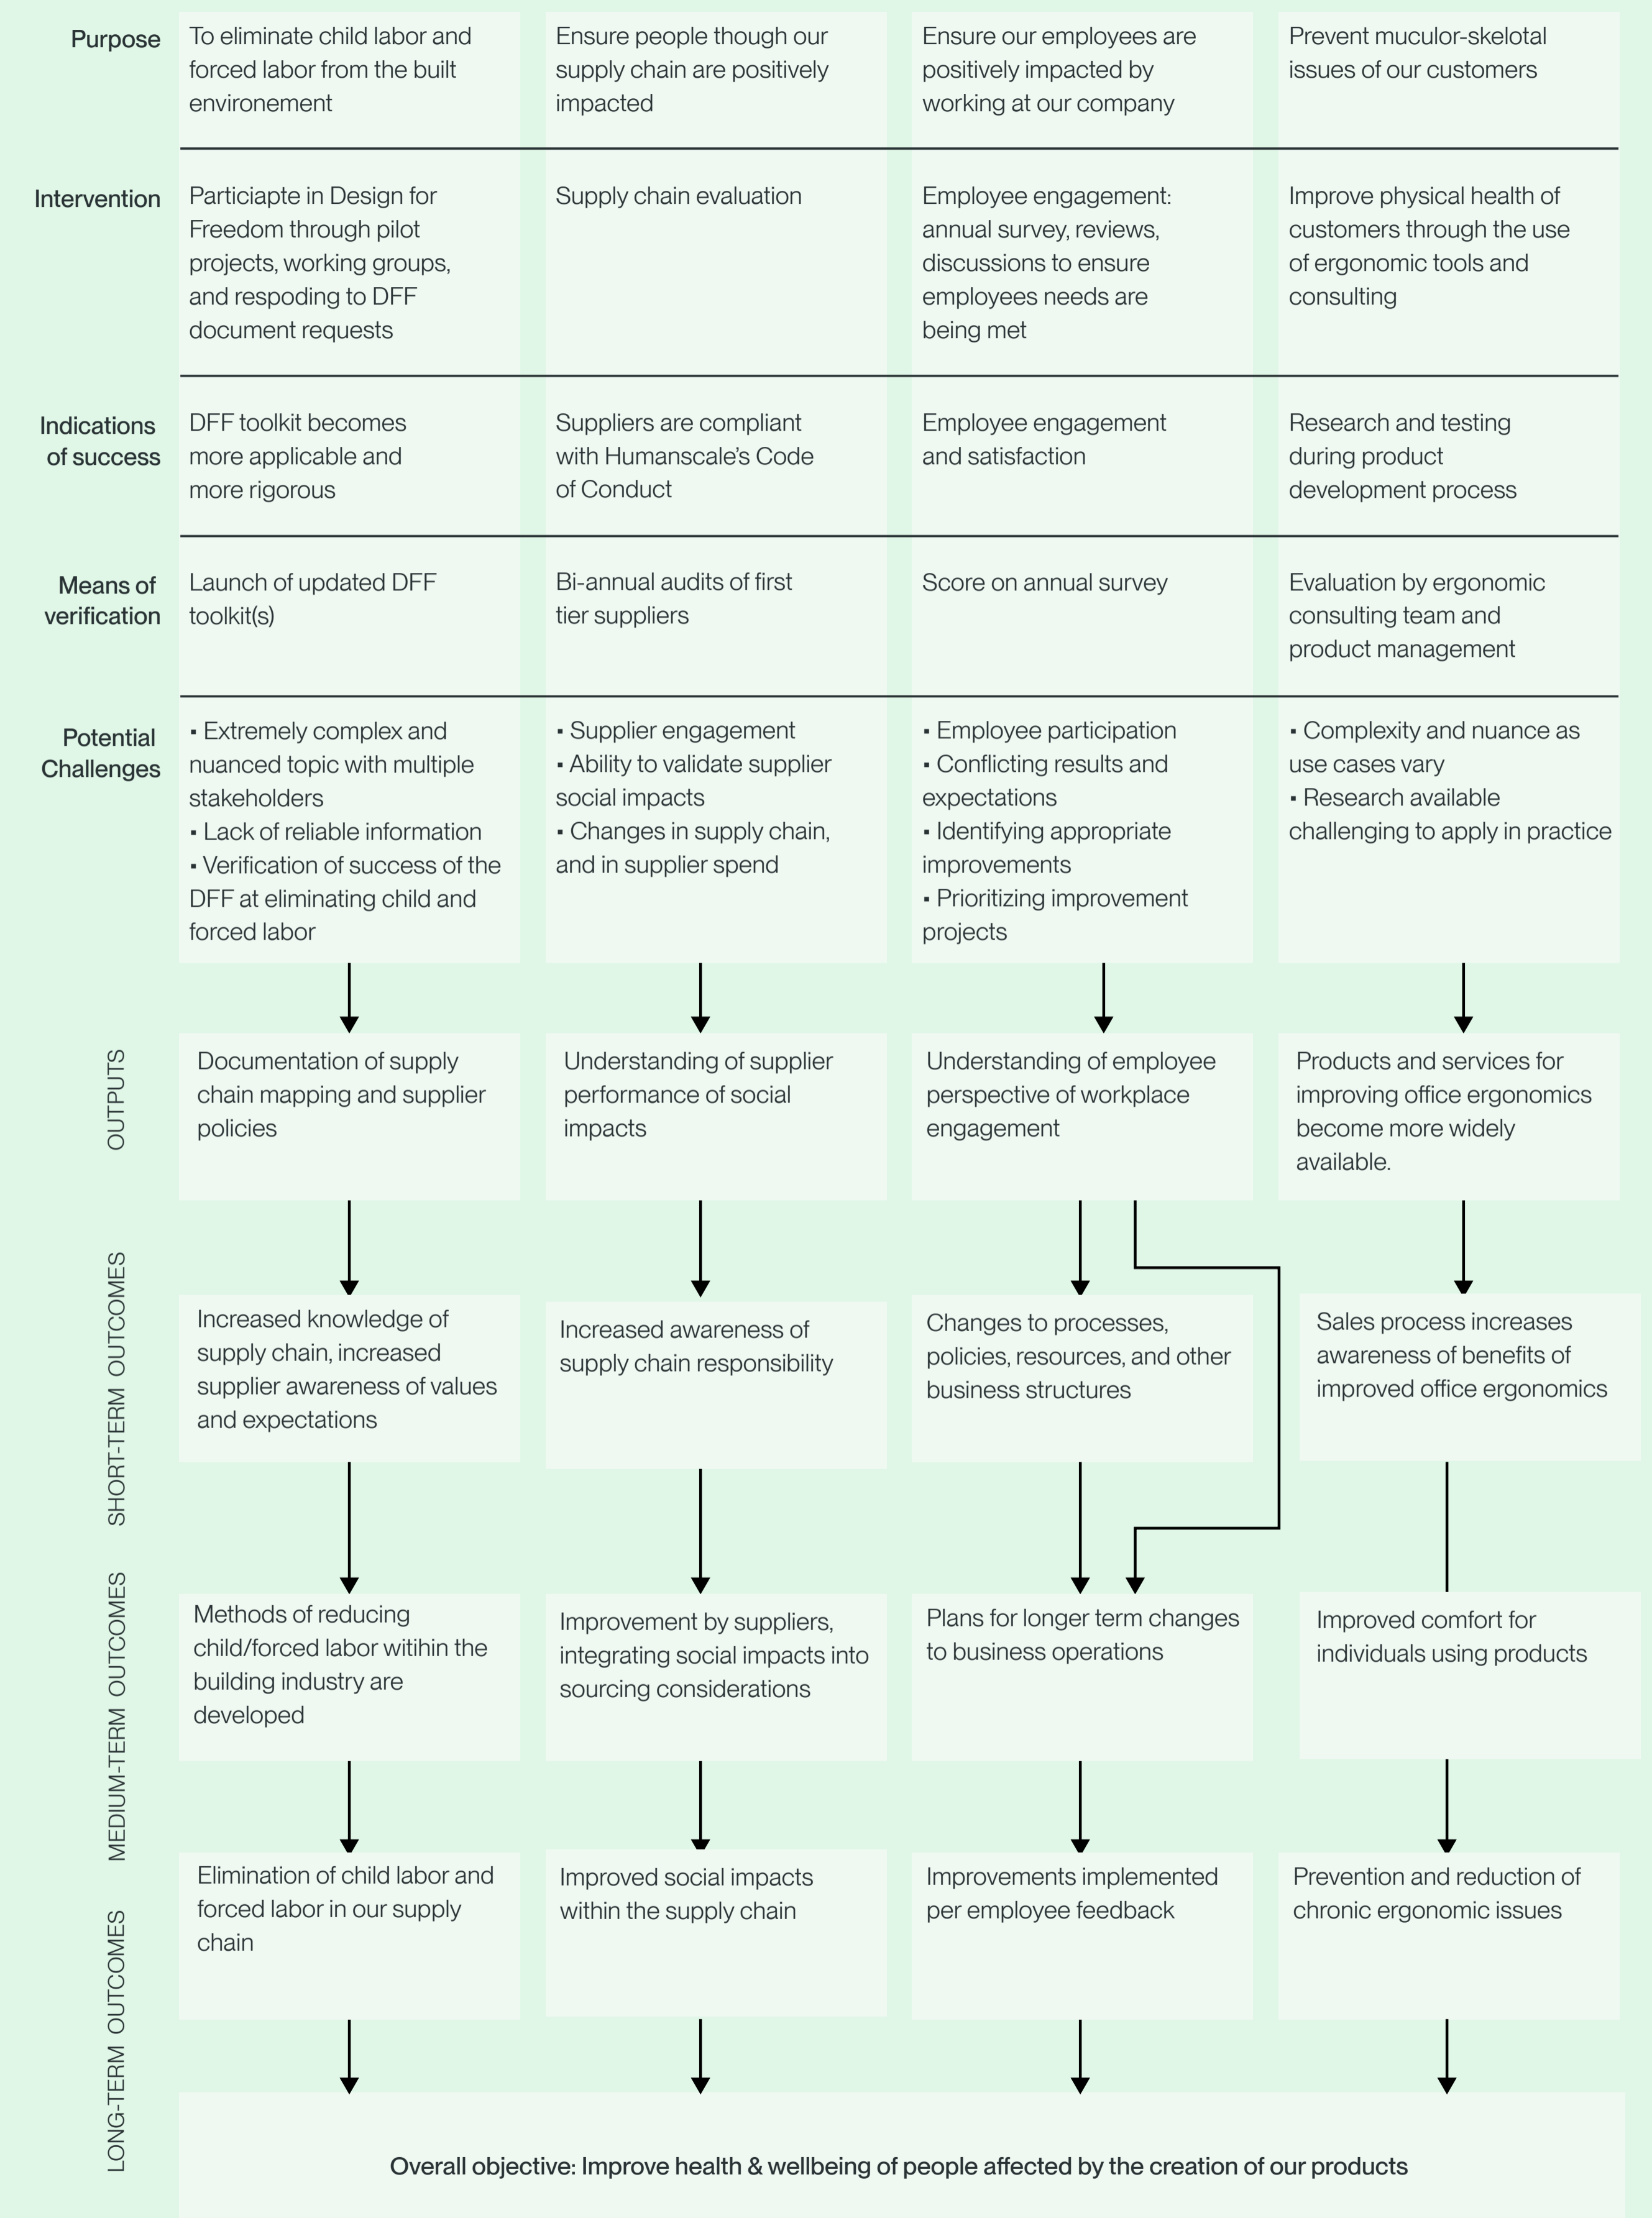 Purpose
To eliminate child labor and
forced labor from the built
environement
Ensure people though our
supply chain are positively
impacted
Ensure our employees are
positively impacted by
working at our company
Prevent muculor-skelotal
issues of our customers
Intervention
Particiapte in Design for
Freedom through pilot
projects, working groups,
and respoding to DFF
document requests
Supply chain evaluation
Employee engagement:
annual survey, reviews,
discussions to ensure
employees needs are
being met
Improve physical health of
customers through the use
of ergonomic tools and
consulting
Indications
of success
DFF toolkit becomes
more applicable and
more rigorous
Suppliers are compliant
with Humanscale’s Code
of Conduct
Employee engagement
and satisfaction
Research and testing
during product
development process
Means of
verification
Launch of updated DFF
toolkit(s)
Bi-annual audits of first
tier suppliers
Score on annual survey
Evaluation by ergonomic
consulting team and
product management
Potential
Challenges
▪ Extremely complex and
nuanced topic with multiple
stakeholders
▪ Lack of reliable information
▪ Verification of success of the
DFF at eliminating child and
forced labor
▪ Supplier engagement
▪ Ability to validate supplier
social impacts
▪ Changes in supply chain,
and in supplier spend
▪ Employee participation
▪ Conflicting results and
expectations
▪ Identifying appropriate
improvements
▪ Prioritizing improvement
projects
▪ Complexity and nuance as
use cases vary
▪ Research available
challenging to apply in practice
OUTPUTS
Documentation of supply
chain mapping and supplier
policies
Understanding of supplier
performance of social
impacts
Understanding of employee
perspective of workplace
engagement
Products and services for
improving office ergonomics
become more widely
available.
SHORT-TERM OUTCOMES
Increased knowledge of
supply chain, increased
supplier awareness of values
and expectations
Increased awareness of
supply chain responsibility
Changes to processes,
policies, resources, and other
business structures
Sales process increases
awareness of benefits of
improved office ergonomics
MEDIUM-TERM OUTCOMES
Methods of reducing
child/forced labor witihin the
building industry are
developed
Improvement by suppliers,
integrating social impacts into
sourcing considerations
Plans for longer term changes
to business operations
Improved comfort for
individuals using products
LONG-TERM OUTCOMES
Elimination of child labor and
forced labor in our supply
chain
Improved social impacts
within the supply chain
Improvements implemented
per employee feedback
Prevention and reduction of
chronic ergonomic issues
Overall objective: Improve health & wellbeing of people affected by the creation of our products